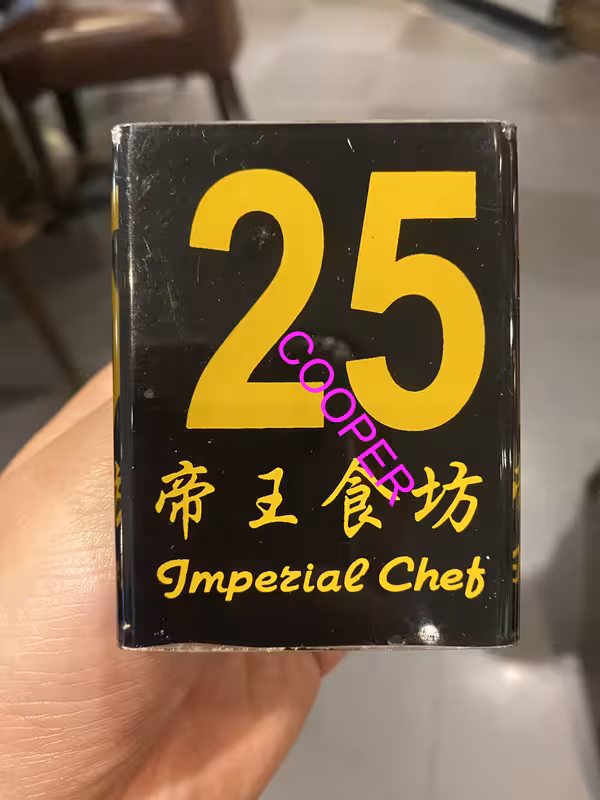 25
COOPER
帝王食坊
Imperial Chef